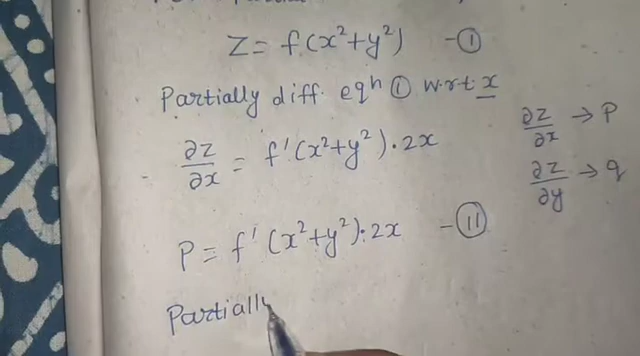 Z = f(x²+y²) —①
Partially diff. eqn ① w.r.t x
∂z/∂x = f'(x²+y²)·2x
∂z/∂x → P
∂z/∂y → q
P = f'(x²+y²)·2x —⑪
Partially